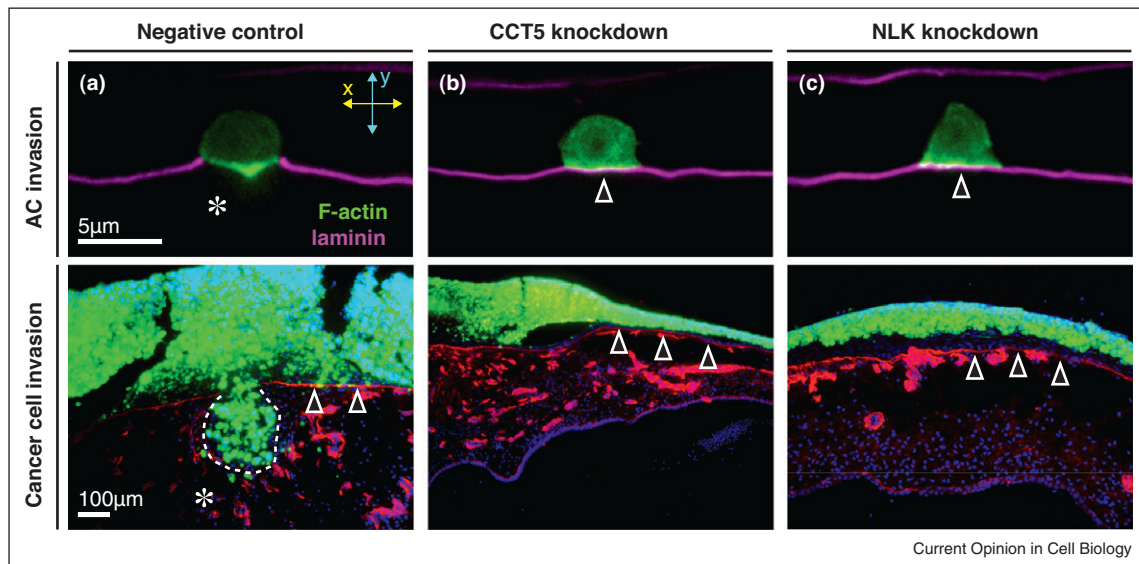 Negative control
CCT5 knockdown
NLK knockdown
AC invasion
(a)
x
y
*
5μm
F-actin
laminin
(b)
(c)
Cancer cell invasion
*
100μm
Current Opinion in Cell Biology